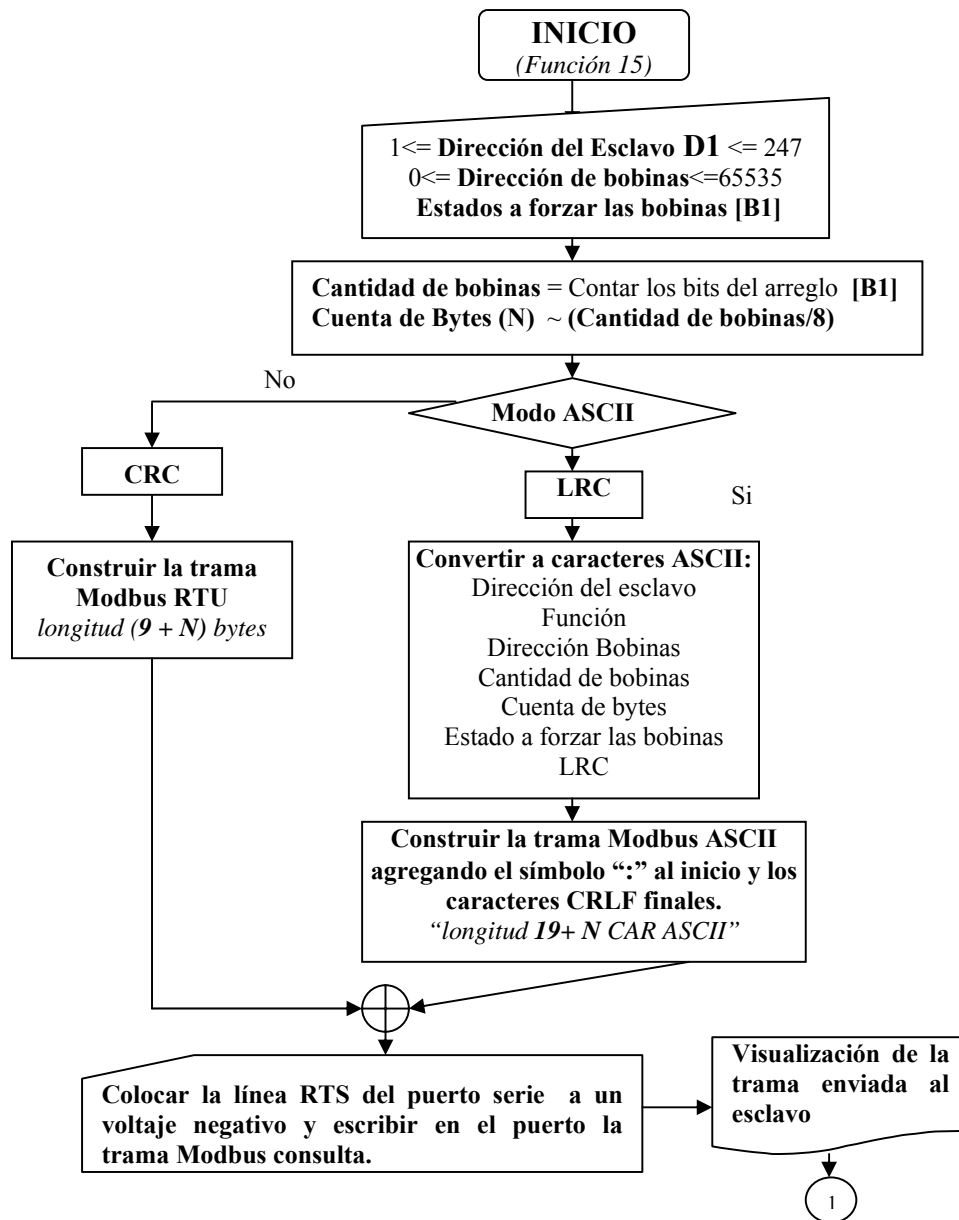 INICIO
(Función 15)
1<= Dirección del Esclavo D1 <= 247
0<= Dirección de bobinas<=65535
Estados a forzar las bobinas [B1]
Cantidad de bobinas = Contar los bits del arreglo [B1]
Cuenta de Bytes (N) ~ (Cantidad de bobinas/8)
No
Modo ASCII
CRC
LRC
Si
Construir la trama
Modbus RTU
longitud (9 + N) bytes
Convertir a caracteres ASCII:
Dirección del esclavo
Función
Dirección Bobinas
Cantidad de bobinas
Cuenta de bytes
Estado a forzar las bobinas
LRC
Construir la trama Modbus ASCII
agregando el símbolo “:” al inicio y los
caracteres CRLF finales.
“longitud 19+ N CAR ASCII”
Colocar la línea RTS del puerto serie a un
voltaje negativo y escribir en el puerto la
trama Modbus consulta.
Visualización de la
trama enviada al
esclavo
1